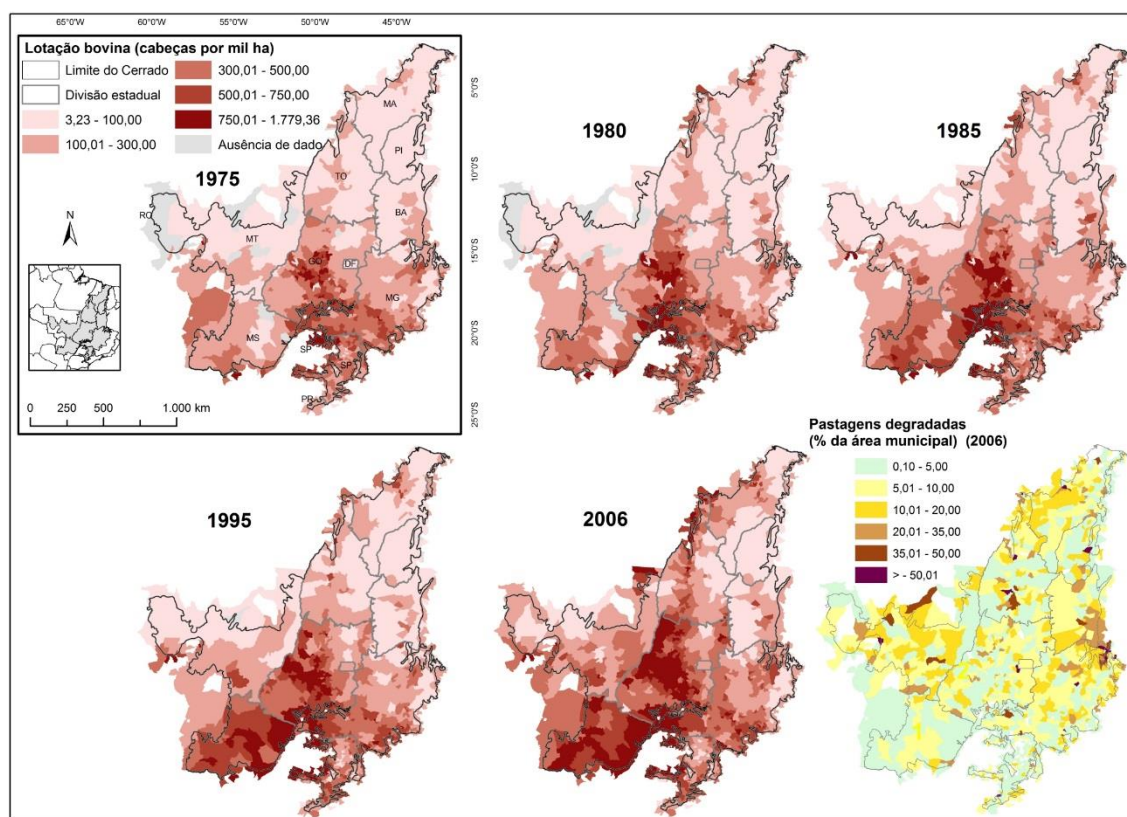 65°0'W 60°0'W 55°0'W 50°0'W 45°0'W
Lotação bovina (cabeças por mil ha)
Limite do Cerrado
Divisão estadual
3,23 - 100,00
100,01 - 300,00
300,01 - 500,00
500,01 - 750,00
750,01 - 1.779,36
Ausência de dado
1975
N
RO
MT
MA
PI
TO
BA
GO
DF
MG
MS
SP
SP
PR
0 250 500 1.000 km
5°0'S
10°0'S
15°0'S
20°0'S
25°0'S
1980
1985
1995
2006
Pastagens degradadas
(% da área municipal) (2006)
0,10 - 5,00
5,01 - 10,00
10,01 - 20,00
20,01 - 35,00
35,01 - 50,00
> - 50,01